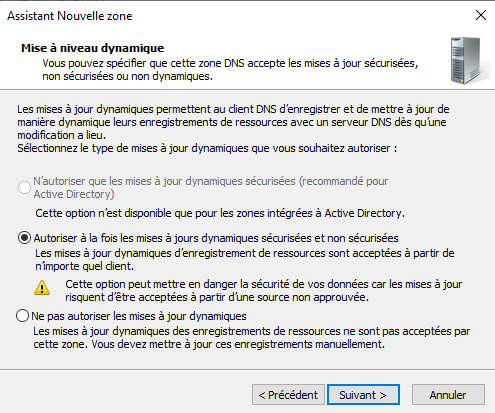 Assistant Nouvelle zone
Mise à niveau dynamique
Vous pouvez spécifier que cette zone DNS accepte les mises à jour sécurisées,
non sécurisées ou non dynamiques.
Les mises à jour dynamiques permettent au client DNS d'enregistrer et de mettre à jour de
manière dynamique leurs enregistrements de ressources avec un serveur DNS dès qu'une
modification a lieu.
Sélectionnez le type de mises à jour dynamiques que vous souhaitez autoriser :
N'autoriser que les mises à jour dynamiques sécurisées (recommandé pour
Active Directory)
Cette option n'est disponible que pour les zones intégrées à Active Directory.
Autoriser à la fois les mises à jours dynamiques sécurisées et non sécurisées
Les mises à jour dynamiques d'enregistrement de ressources sont acceptées à partir de
n'importe quel client.
Cette option peut mettre en danger la sécurité de vos données car les mises à jour
risquent d'être acceptées à partir d'une source non approuvée.
Ne pas autoriser les mises à jour dynamiques
Les mises à jour dynamiques des enregistrements de ressources ne sont pas acceptées par
cette zone. Vous devez mettre à jour ces enregistrements manuellement.
< Précédent Suivant > Annuler